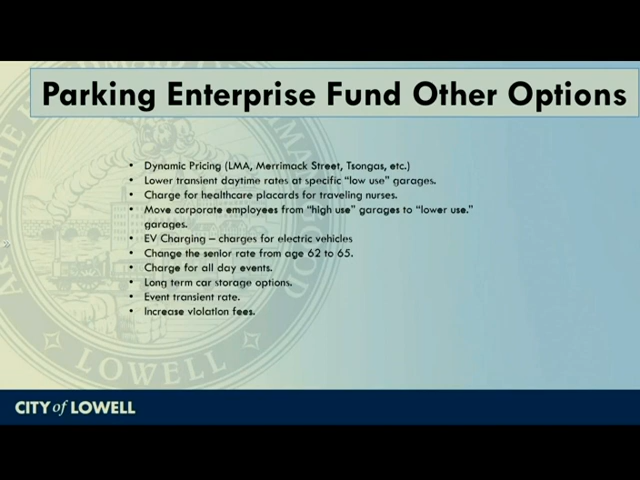 Parking Enterprise Fund Other Options
• Dynamic Pricing (LMA, Merrimack Street, Tsongas, etc.)
• Lower transient daytime rates at specific “low use” garages.
• Charge for healthcare placards for traveling nurses.
• Move corporate employees from “high use” garages to “lower use.”
garages.
• EV Charging – charges for electric vehicles
• Change the senior rate from age 62 to 65.
• Charge for all day events.
• Long term car storage options.
• Event transient rate.
• Increase violation fees.
LOWELL
CITY of LOWELL